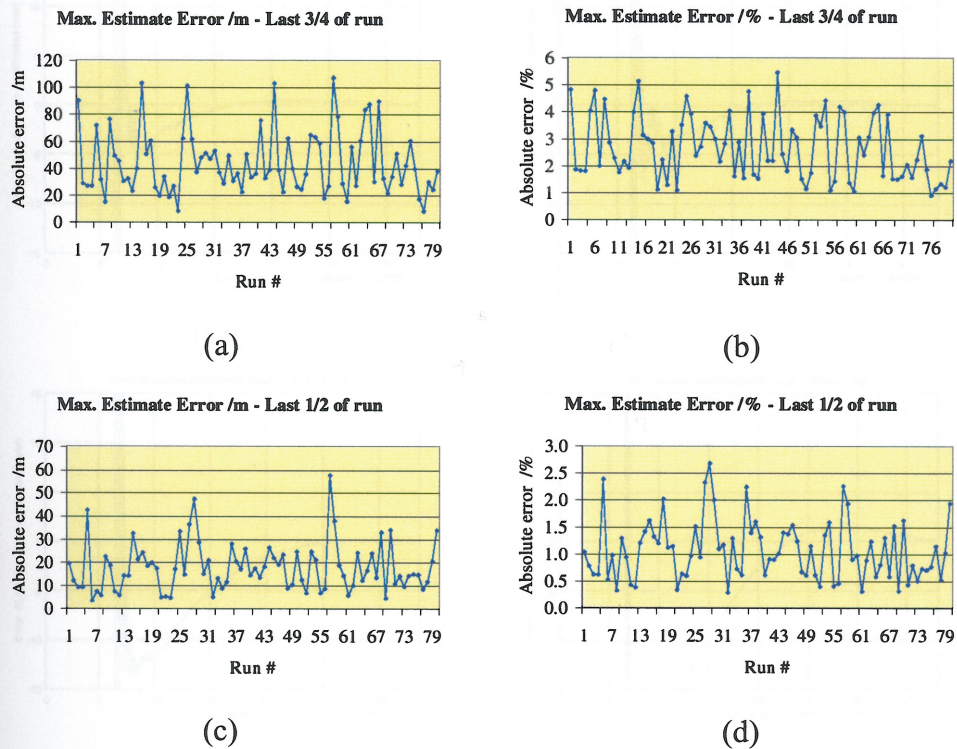 Max. Estimate Error /m - Last 3/4 of run
Absolute error /m
120
100
80
60
40
20
0
1 7 13 19 25 31 37 43 49 55 61 67 73 79
Run #
(a)
Max. Estimate Error /% - Last 3/4 of run
Absolute error /%
6
5
4
3
2
1
0
1 6 11 16 21 26 31 36 41 46 51 56 61 66 71 76
Run #
(b)
Max. Estimate Error /m - Last 1/2 of run
Absolute error /m
70
60
50
40
30
20
10
0
1 7 13 19 25 31 37 43 49 55 61 67 73 79
Run #
(c)
Max. Estimate Error /% - Last 1/2 of run
Absolute error /%
3.0
2.5
2.0
1.5
1.0
0.5
0.0
1 7 13 19 25 31 37 43 49 55 61 67 73 79
Run #
(d)